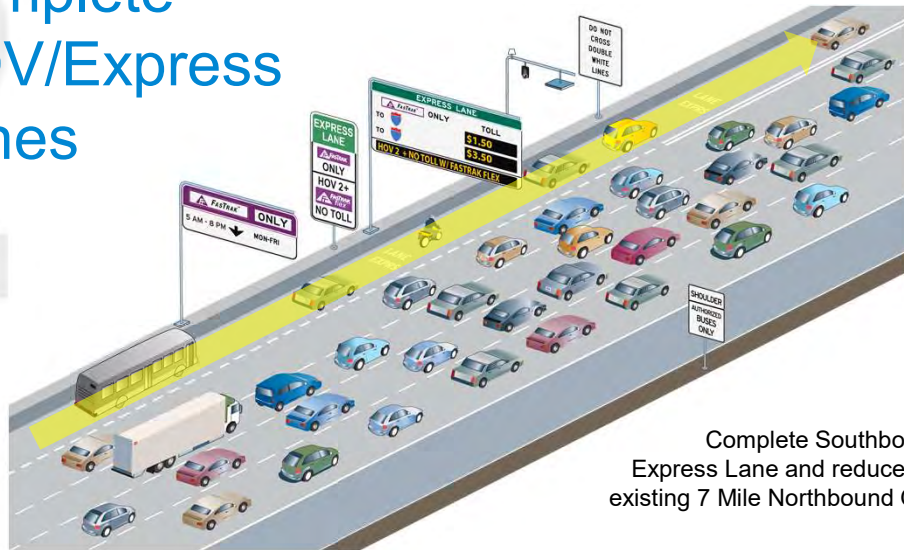 mplete
OV/Express
nes
DO NOT
CROSS
DOUBLE
WHITE
LINES
EXPRESS LANE
FASTRAK ONLY TOLL
TO $1.50
TO $3.50
HOV 2 + NO TOLL W/ FASTRAK FLEX
EXPRESS
LANE
FASTRAK
ONLY
HOV 2+
FASTRAK
flex
NO TOLL
FASTRAK ONLY
5 AM - 8 PM MON-FRI
LANE
LANE
SHOULDER
AUTHORIZED
BUSES
ONLY
Complete Southbo
Express Lane and reduce
existing 7 Mile Northbound